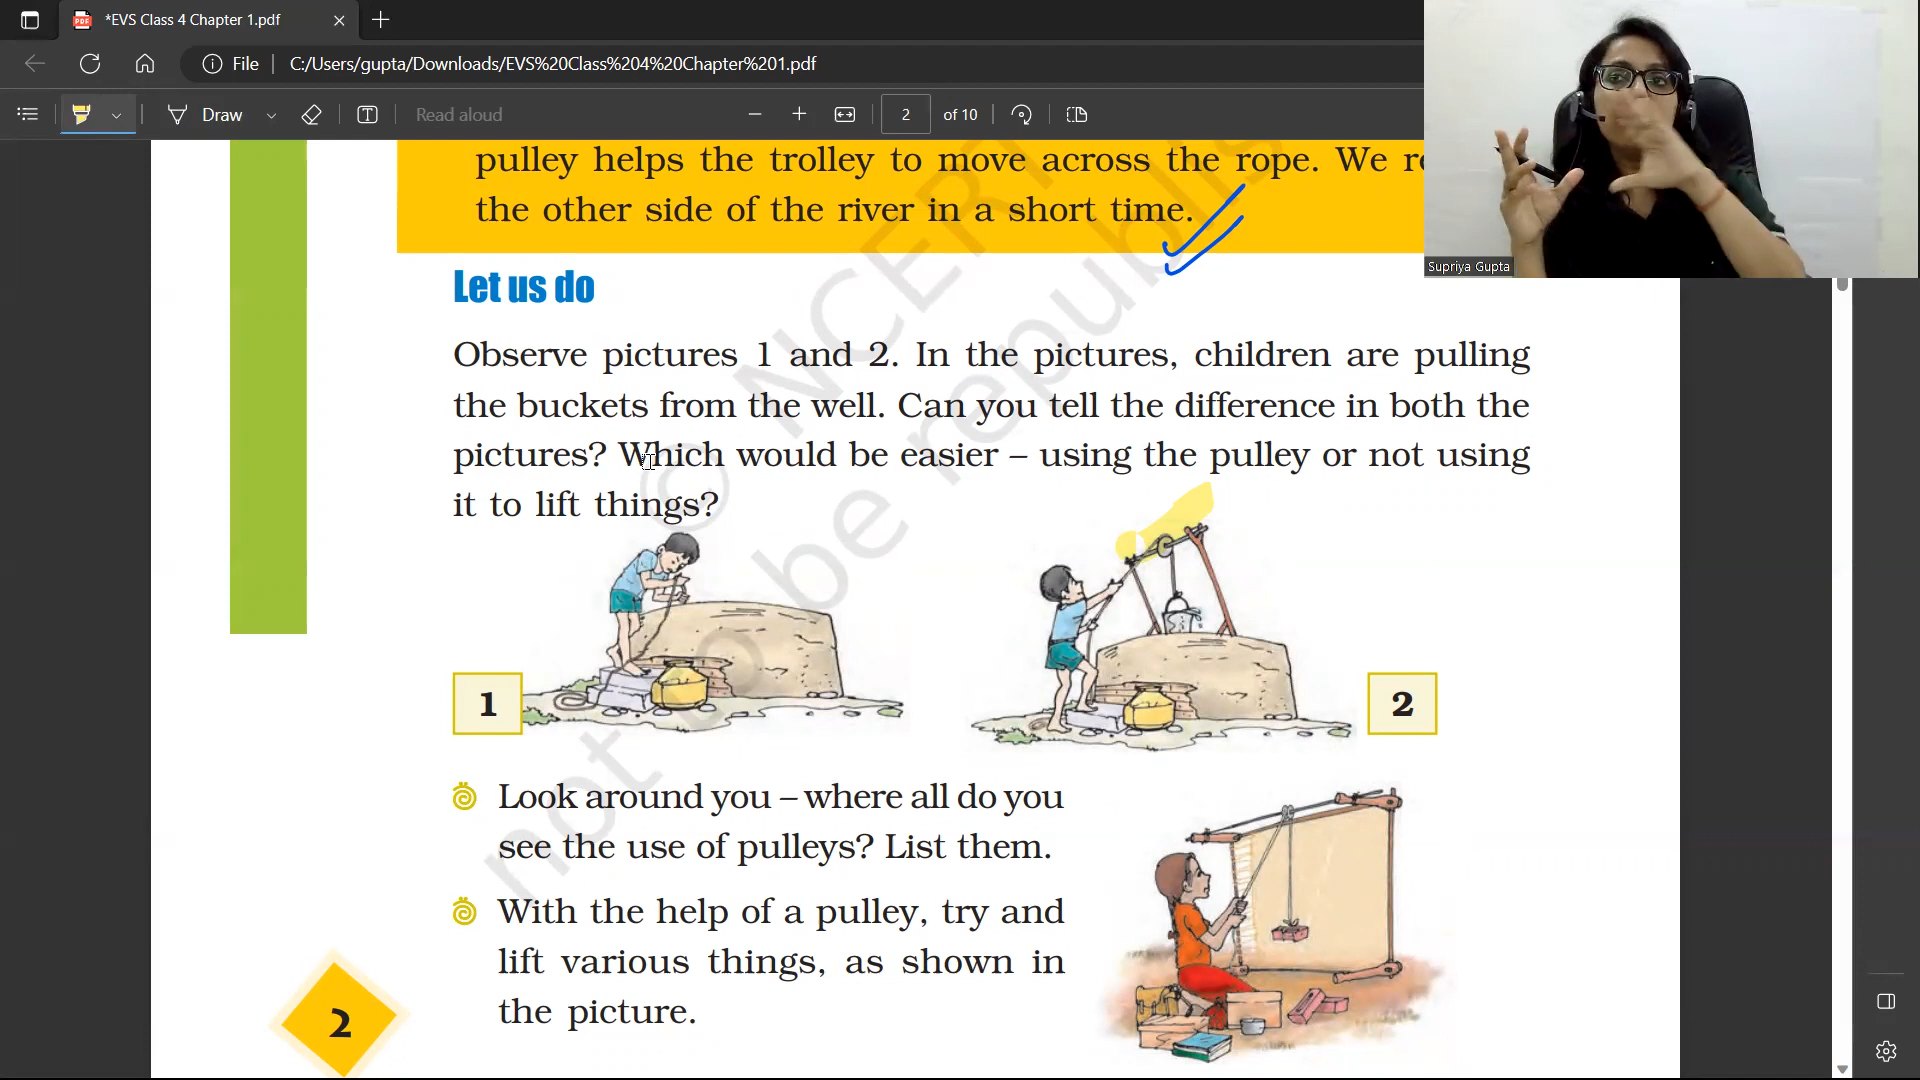 *EVS Class 4 Chapter 1.pdf
File
C:/Users/gupta/Downloads/EVS%20Class%204%20Chapter%201.pdf
Draw
Read aloud
2
of 10
pulley helps the trolley to move across the rope. We re
the other side of the river in a short time.
Supriya Gupta
Let us do
Observe pictures 1 and 2. In the pictures, children are pulling
the buckets from the well. Can you tell the difference in both the
pictures? Which would be easier – using the pulley or not using
it to lift things?
1
2
Look around you – where all do you
see the use of pulleys? List them.
With the help of a pulley, try and
lift various things, as shown in
the picture.
2
© NCERT
not to be republis